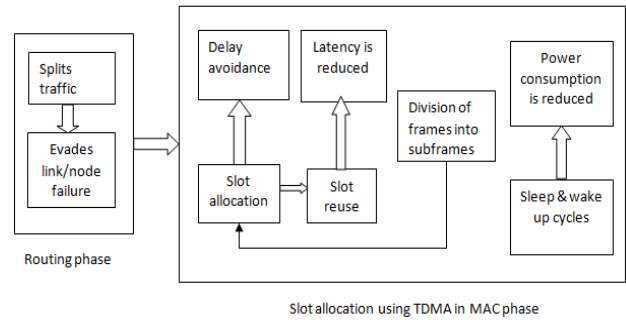 Splits
traffic
Evades
link/node
failure
Routing phase
Delay
avoidance
Latency is
reduced
Division of
frames into
subframes
Power
consumption
is reduced
Slot
allocation
Slot
reuse
Sleep & wake
up cycles
Slot allocation using TDMA in MAC phase